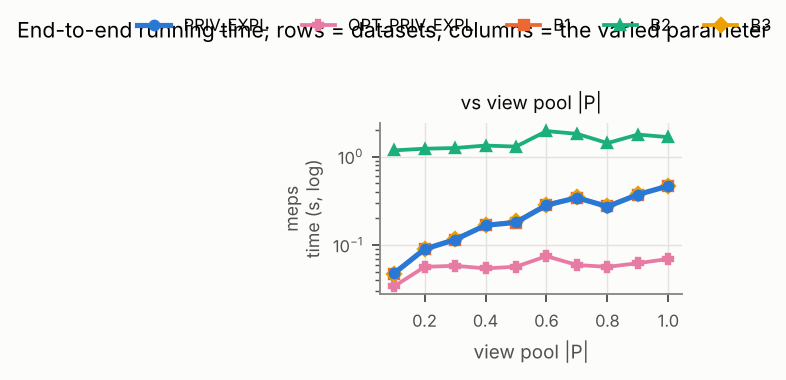 End-to-end running time; rows = datasets, columns = the varied parameter
PRIV_EXPL OPT_PRIV_EXPL B1 B2 B3
vs view pool |P|
meps
time (s, log)
10⁰
10⁻¹
0.2 0.4 0.6 0.8 1.0
view pool |P|